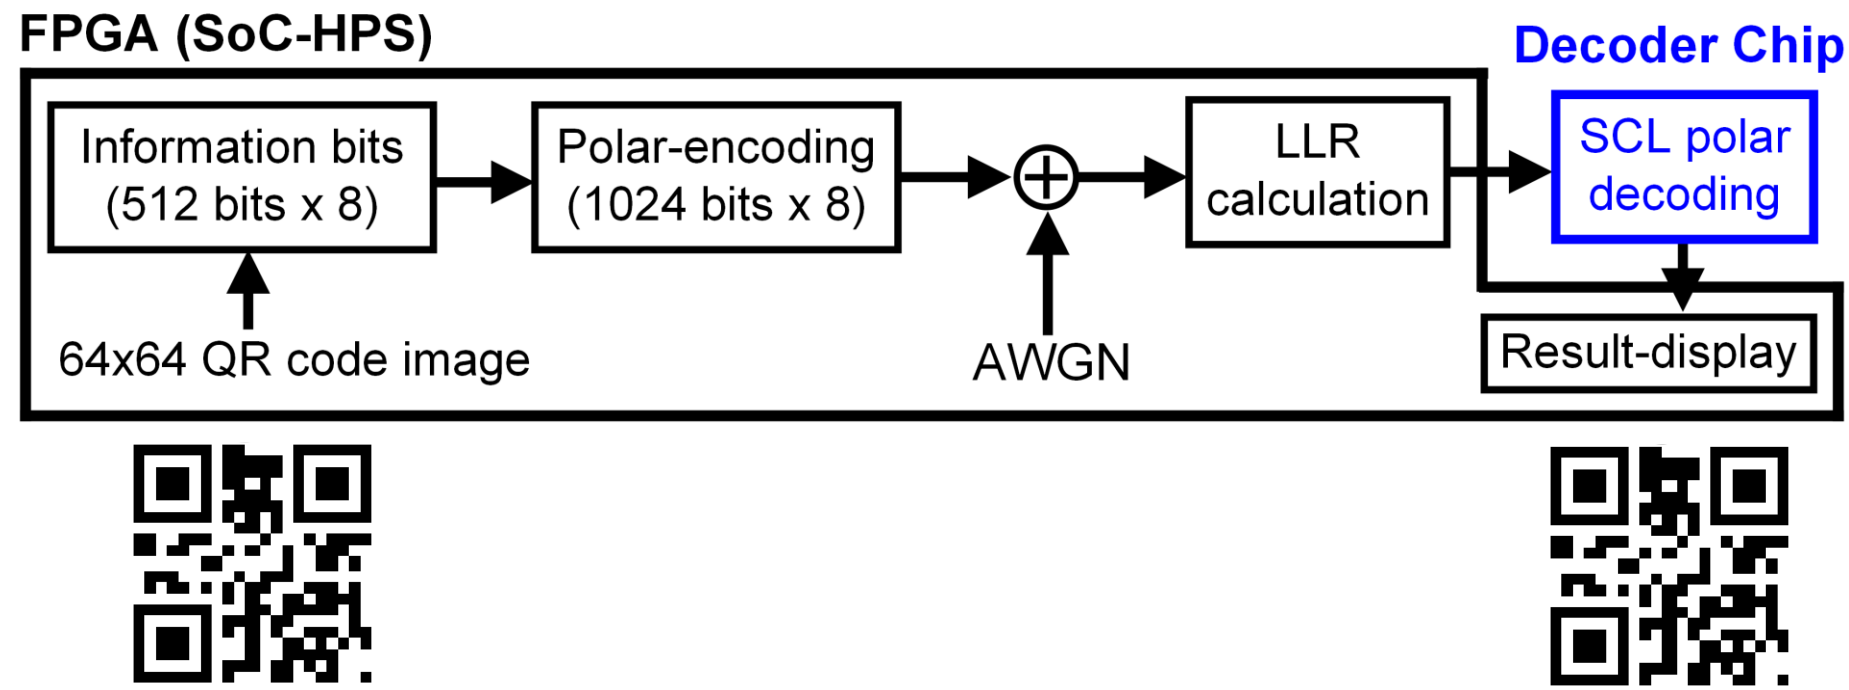 FPGA (SoC-HPS)
Decoder Chip
Information bits
(512 bits x 8)
Polar-encoding
(1024 bits x 8)
LLR
calculation
SCL polar
decoding
64x64 QR code image
AWGN
Result-display